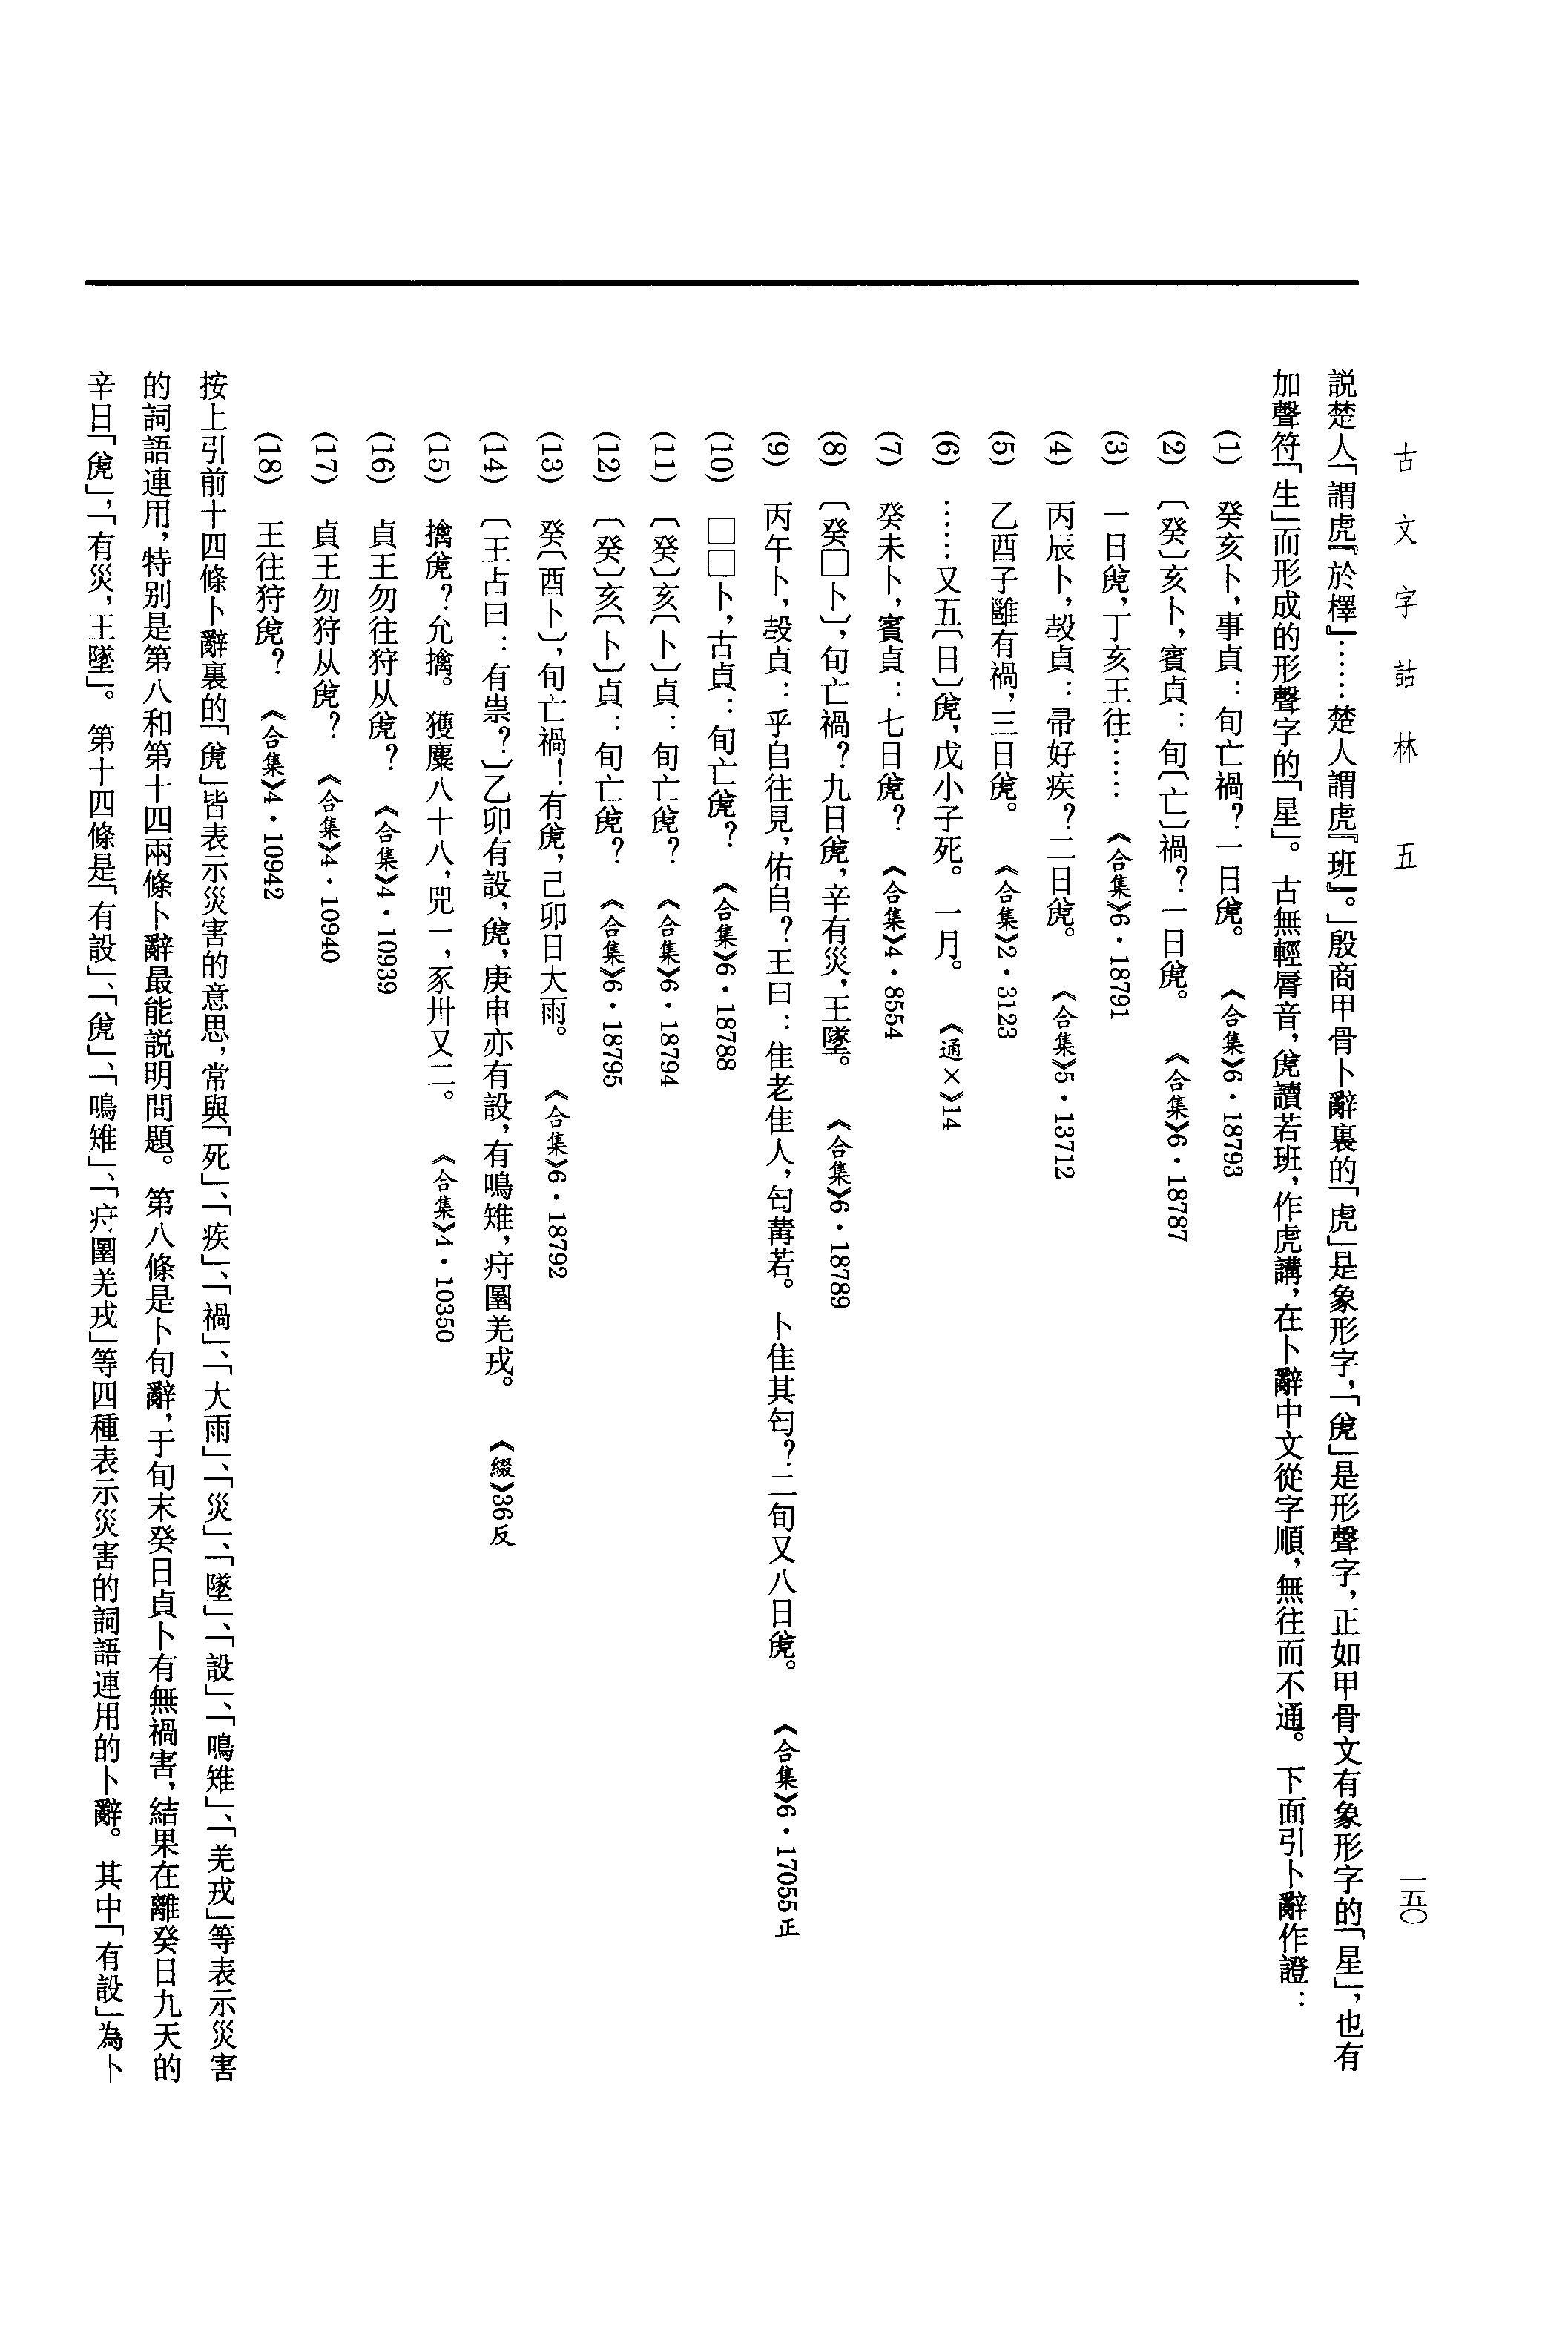 古文字詁林 五
一五〇
説楚人「謂虎『於檡』……楚人謂虎『班』。」殷商甲骨卜辭裏的「虎」是象形字,「⿱八虎」是形聲字,正如甲骨文有象形字的「星」,也有
加聲符「生」而形成的形聲字的「星」。古無輕脣音,⿱八虎讀若班,作虎講,在卜辭中文從字順,無往而不通。下面引卜辭作證:
(1) 癸亥卜,事貞:旬亡禍?一日⿱八虎。 《合集》6·18793
(2) 〔癸〕亥卜,賓貞:旬〔亡〕禍?一日⿱八虎。 《合集》6·18787
(3) 一日⿱八虎,丁亥王往…… 《合集》6·18791
(4) 丙辰卜,㱿貞:帚好疾?二日⿱八虎。 《合集》5·13712
(5) 乙酉子雝有禍,三日⿱八虎。 《合集》2·3123
(6) ……又五〔日〕⿱八虎,戊小子死。一月。 《通×》14
(7) 癸未卜,賓貞:七日⿱八虎? 《合集》4·8554
(8) 〔癸□卜〕,旬亡禍?九日⿱八虎,辛有災,王墜。 《合集》6·18789
(9) 丙午卜,㱿貞:乎𠂤往見,佑𠂤?王曰:隹老隹人,匄冓若。卜隹其匄?二旬又八日⿱八虎。 《合集》6·17055正
(10) □□卜,古貞:旬亡⿱八虎? 《合集》6·18788
(11) 〔癸〕亥〔卜〕貞:旬亡⿱八虎? 《合集》6·18794
(12) 〔癸〕亥〔卜〕貞:旬亡⿱八虎? 《合集》6·18795
(13) 癸〔酉卜〕,旬亡禍!有⿱八虎,己卯日大雨。 《合集》6·18792
(14) 〔王占曰:有祟?〕乙卯有設,⿱八虎,庚申亦有設,有鳴雉,疛圉羌戎。 《綴》36反
(15) 擒⿱八虎?允擒。獲麋八十八,兕一,豕卅又二。 《合集》4·10350
(16) 貞王勿往狩从⿱八虎? 《合集》4·10939
(17) 貞王勿狩从⿱八虎? 《合集》4·10940
(18) 王往狩⿱八虎? 《合集》4·10942
按上引前十四條卜辭裏的「⿱八虎」皆表示災害的意思,常與「死」、「疾」、「禍」、「大雨」、「災」、「墜」、「設」、「鳴雉」、「羌戎」等表示災害
的詞語連用,特别是第八和第十四兩條卜辭最能説明問題。第八條是卜旬辭,于旬末癸日貞卜有無禍害,結果在離癸日九天的
辛日「⿱八虎」,「有災,王墜」。第十四條是「有設」、「⿱八虎」、「鳴雉」、「疛圉羌戎」等四種表示災害的詞語連用的卜辭。其中「有設」為卜